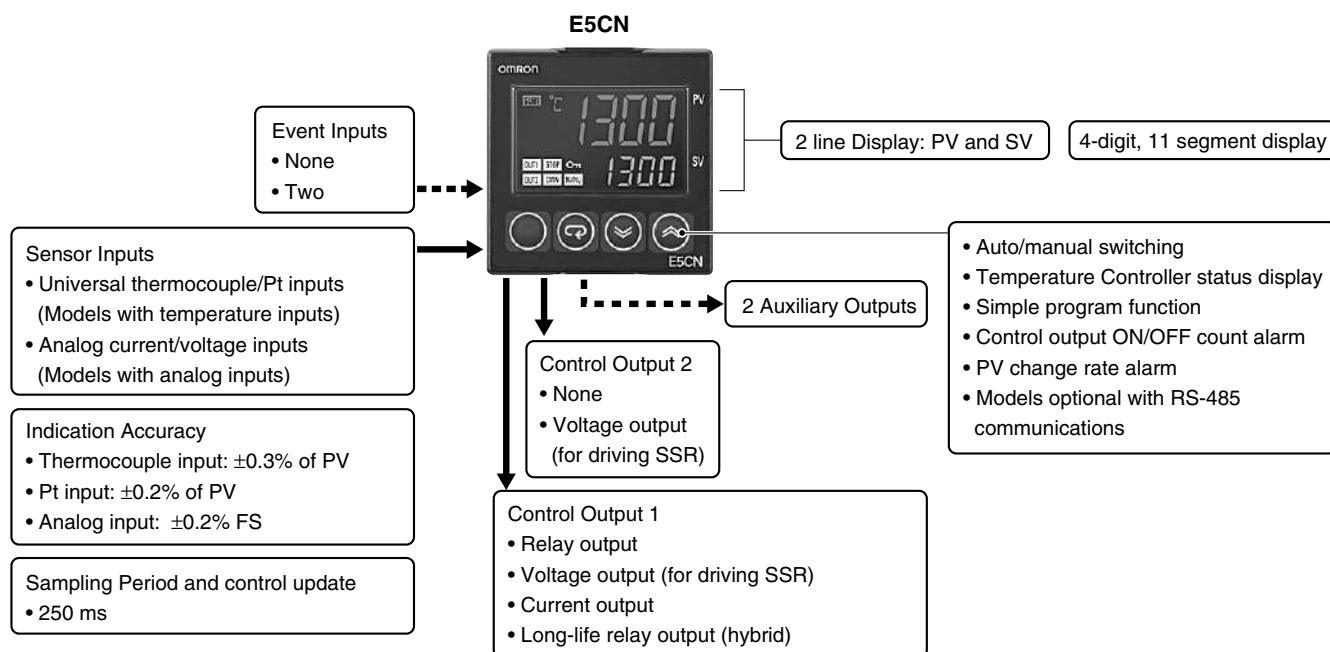 E5CN
OMRON
°C
1300
PV
OUT1 STOP
OUT2
1300
SV
E5CN
Event Inputs
• None
• Two
Sensor Inputs
• Universal thermocouple/Pt inputs
(Models with temperature inputs)
• Analog current/voltage inputs
(Models with analog inputs)
Indication Accuracy
• Thermocouple input: ±0.3% of PV
• Pt input: ±0.2% of PV
• Analog input: ±0.2% FS
Sampling Period and control update
• 250 ms
2 line Display: PV and SV
4-digit, 11 segment display
• Auto/manual switching
• Temperature Controller status display
• Simple program function
• Control output ON/OFF count alarm
• PV change rate alarm
• Models optional with RS-485
communications
2 Auxiliary Outputs
Control Output 2
• None
• Voltage output
(for driving SSR)
Control Output 1
• Relay output
• Voltage output (for driving SSR)
• Current output
• Long-life relay output (hybrid)